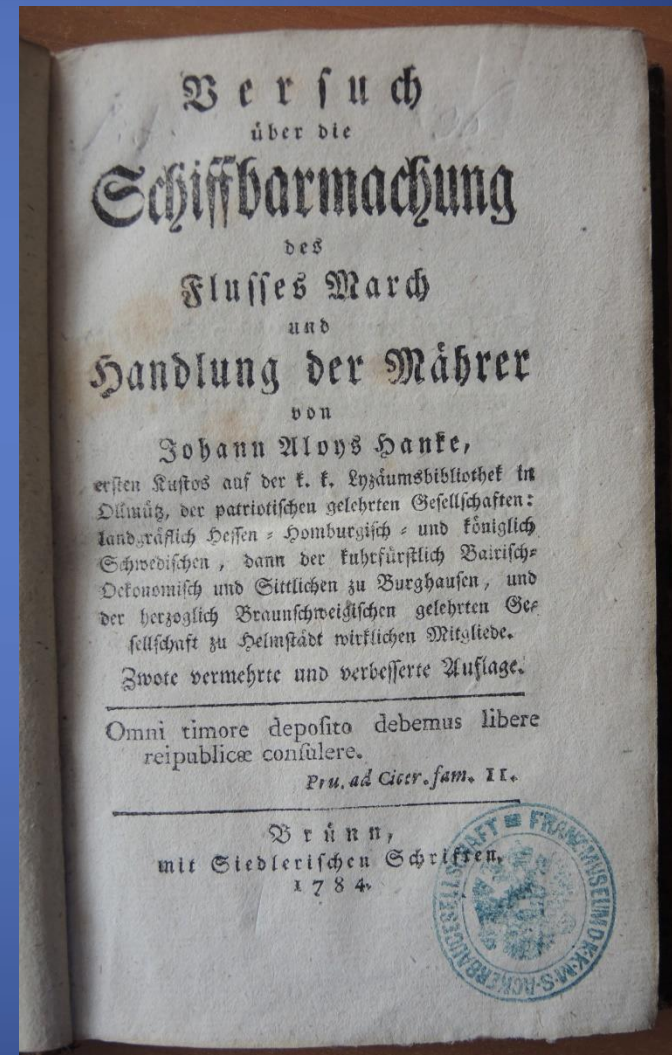 Versuch
über die
Schiffbarmachung
des
Flusses March
und
Handlung der Mährer
von
Johann Aloys Hanke,
ersten Kustos auf der k. k. Lyzäumsbibliothek in
Ollmütz, der patriotischen gelehrten Gesellschaften:
landgräflich Hessen-Homburgisch-und königlich
Schwedischen, dann der kuhrfürstlich Bairisch-
Oekonomisch und Sittlichen zu Burghausen, und
der herzoglich Braunschweigischen gelehrten Ge-
sellschaft zu Helmstädt wirklichen Mitgliede.
Zwote vermehrte und verbesserte Auflage.
Omni timore deposito debemus libere
reipublicæ consulere.
Pru. ad Cicer. fam. 11.
Brünn,
mit Siedlerischen Schriften.
1784.
FRANZMUSEUM D. K. K. M. S. ACKERBAUGESELLSCHAFT